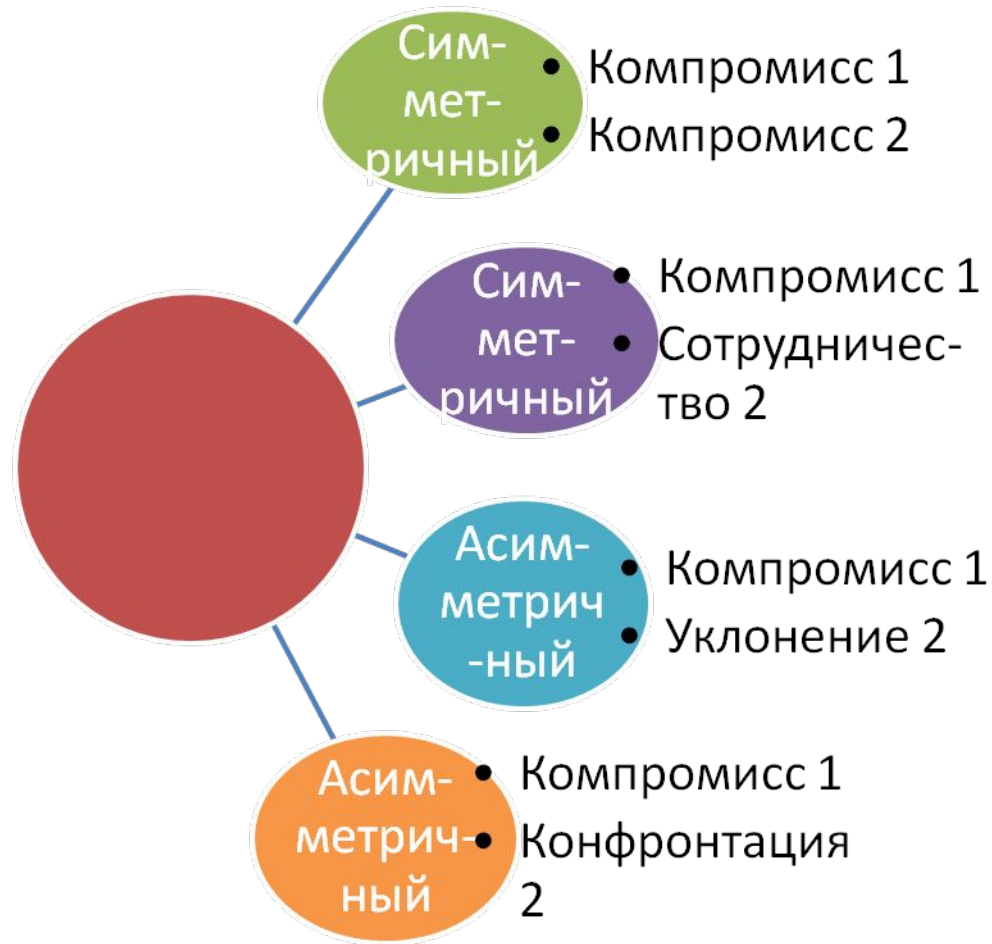 Сим-
мет-
ричный
• Компромисс 1
• Компромисс 2
Сим-
мет-
ричный
• Компромисс 1
• Сотрудничес-
тво 2
Асим-
метрич
-ный
• Компромисс 1
• Уклонение 2
Асим-
метрич-
ный
• Компромисс 1
• Конфронтация
2